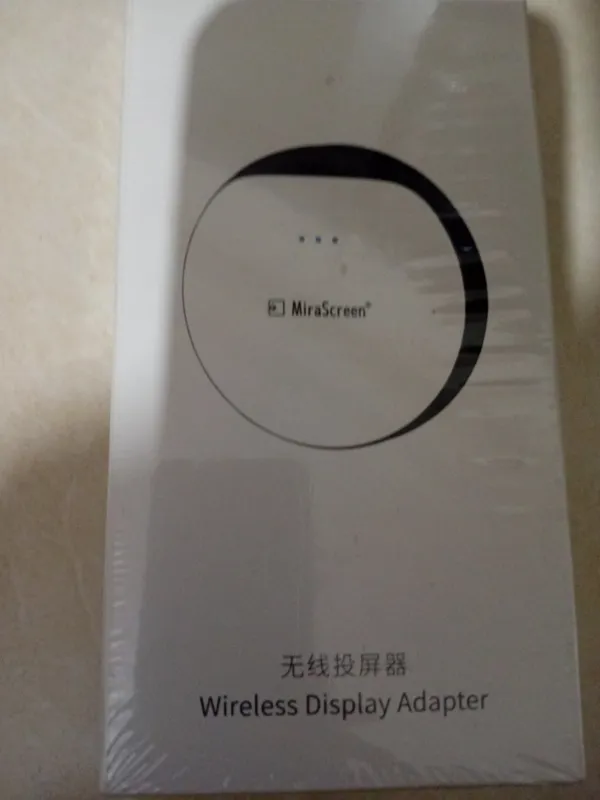 MiraScreen®
无线投屏器
Wireless Display Adapter